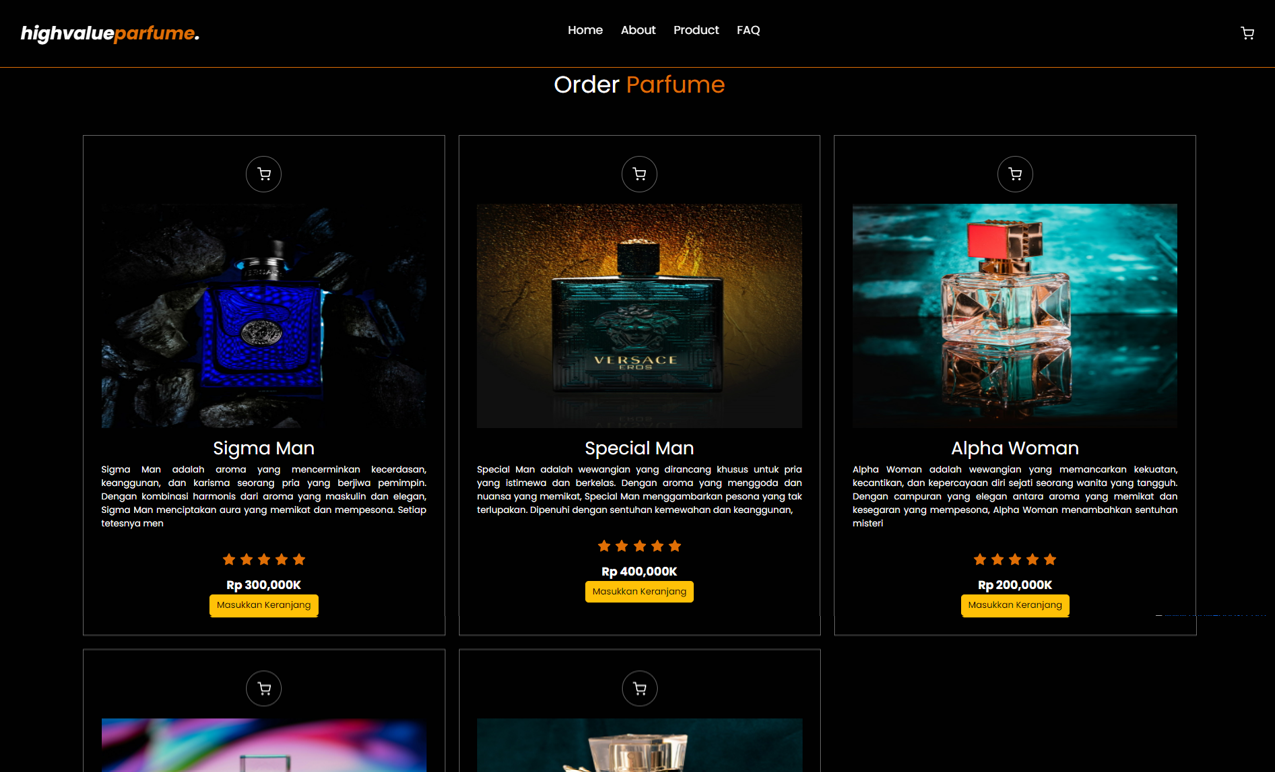 highvalueparfume.
Home About Product FAQ
Order Parfume
VERSACE
EROS
Sigma Man
Sigma Man adalah aroma yang mencerminkan kecerdasan,
keanggunan, dan karisma seorang pria yang berjiwa pemimpin.
Dengan kombinasi harmonis dari aroma yang maskulin dan elegan,
Sigma Man menciptakan aura yang memikat dan mempesona. Setiap
tetesnya men
Rp 300,000K
Masukkan Keranjang
Special Man
Special Man adalah wewangian yang dirancang khusus untuk pria
yang istimewa dan berkelas. Dengan aroma yang menggoda dan
nuansa yang memikat, Special Man menggambarkan pesona yang tak
terlupakan. Dipenuhi dengan sentuhan kemewahan dan keanggunan,
Rp 400,000K
Masukkan Keranjang
Alpha Woman
Alpha Woman adalah wewangian yang memancarkan kekuatan,
kecantikan, dan kepercayaan diri sejati seorang wanita yang tangguh.
Dengan campuran yang elegan antara aroma yang memikat dan
kesegaran yang mempesona, Alpha Woman menambahkan sentuhan
misteri
Rp 200,000K
Masukkan Keranjang